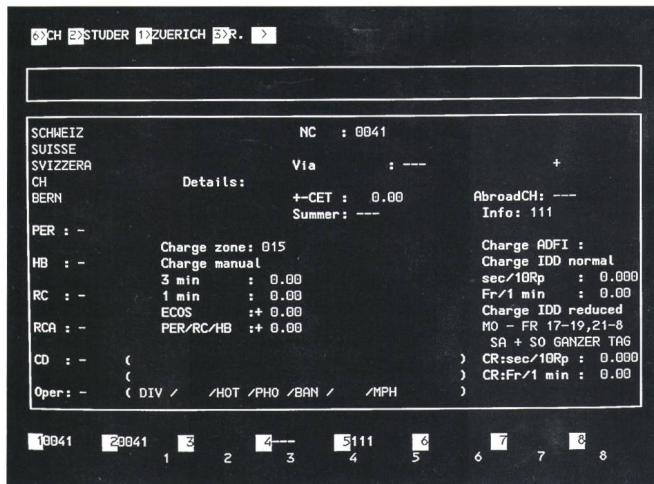 6>CH 2>STUDER 1>ZUERICH 3>R. >
SCHWEIZ NC : 0041
SUISSE
SVIZZERA Via : --- +
CH Details:
BERN +-CET : 0.00 AbroadCH: ---
Summer: --- Info: 111
PER : -
Charge zone: 015 Charge ADFI :
HB : - Charge manual Charge IDD normal
3 min : 0.00 sec/10Rp : 0.000
RC : - 1 min : 0.00 Fr/1 min : 0.00
ECOS :+ 0.00 Charge IDD reduced
RCA : - PER/RC/HB :+ 0.00 MO - FR 17-19,21-8
SA + SO GANZER TAG
CD : - ( ) CR:sec/10Rp : 0.000
( ) CR:Fr/1 min : 0.00
Oper: - ( DIV / /HOT /PHO /BAN / /MPH )
10041 20041 3 4--- 5111 6 7 8
1 2 3 4 5 6 7 8